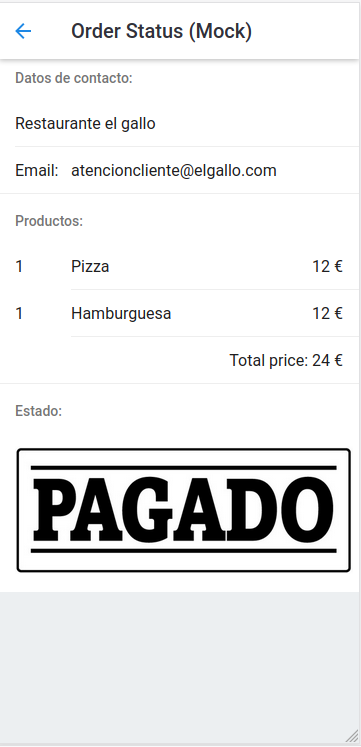 Order Status (Mock)
Datos de contacto:
Restaurante el gallo
Email: atencioncliente@elgallo.com
Productos:
1 Pizza 12 €
1 Hamburguesa 12 €
Total price: 24 €
Estado:
PAGADO